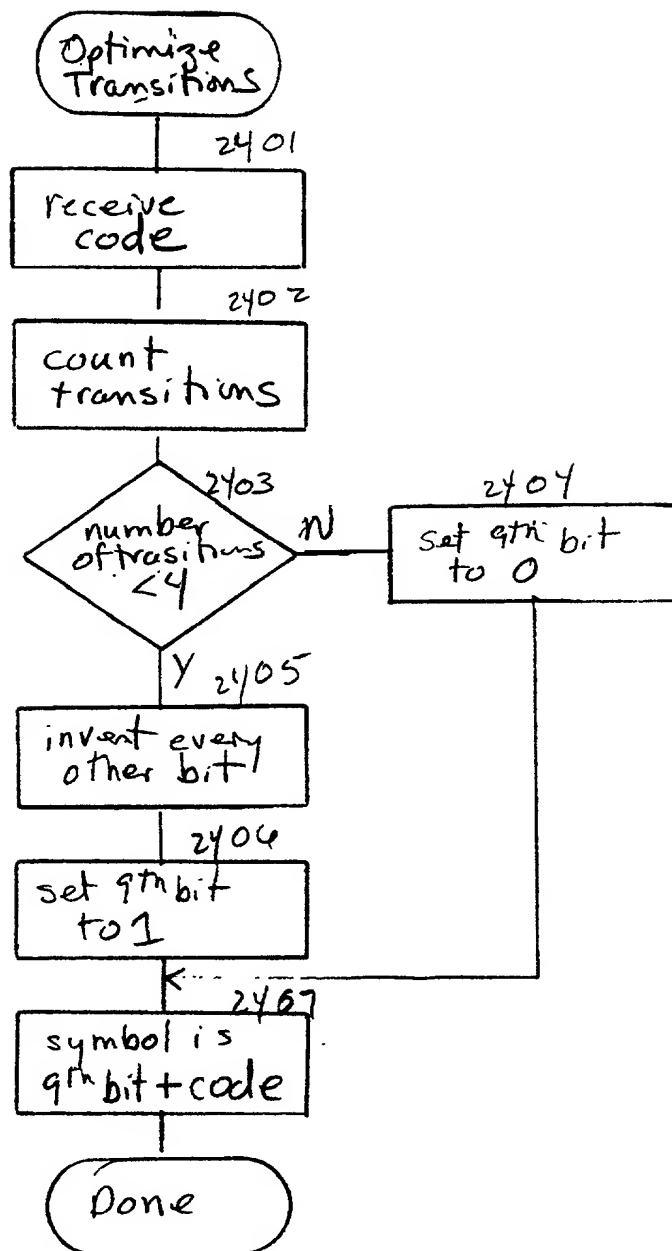 Optimize
Transitions
2401
receive
code
2402
count
transitions
2403
number
of trasitions
<4
N
2404
set 9th bit
to 0
Y
2405
invert every
other bit
2406
set 9th bit
to 1
2407
symbol is
9th bit + code
Done